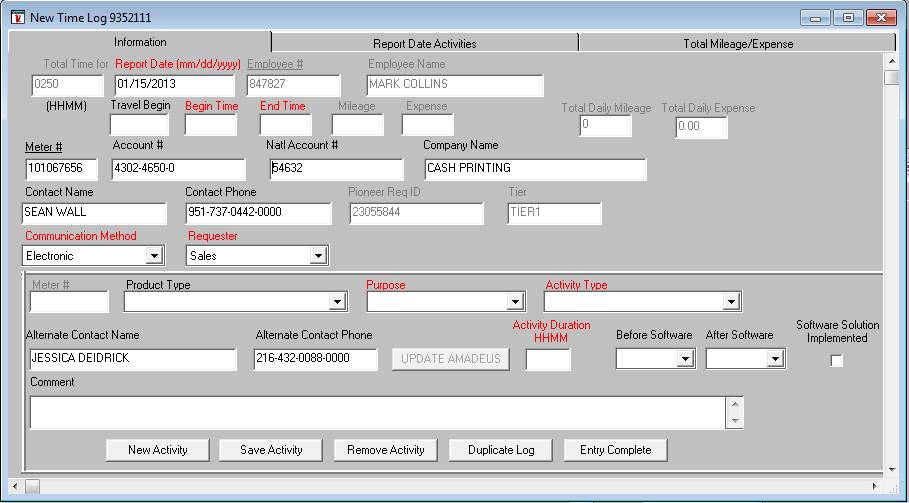 New Time Log 9352111
Information Report Date Activities Total Mileage/Expense
Total Time for Report Date (mm/dd/yyyy) Employee # Employee Name
0250 01/15/2013 847827 MARK COLLINS
(HHMM) Travel Begin Begin Time End Time Mileage Expense Total Daily Mileage Total Daily Expense
0 0.00
Meter # Account # Natl Account # Company Name
101067656 4302-4650-0 54632 CASH PRINTING
Contact Name Contact Phone Pioneer Req ID Tier
SEAN WALL 951-737-0442-0000 23055844 TIER1
Communication Method Requester
Electronic Sales
Meter # Product Type Purpose Activity Type
Alternate Contact Name Alternate Contact Phone Activity Duration HHMM Before Software After Software Software Solution Implemented
JESSICA DEIDRICK 216-432-0088-0000 UPDATE AMADEUS
Comment
New Activity Save Activity Remove Activity Duplicate Log Entry Complete